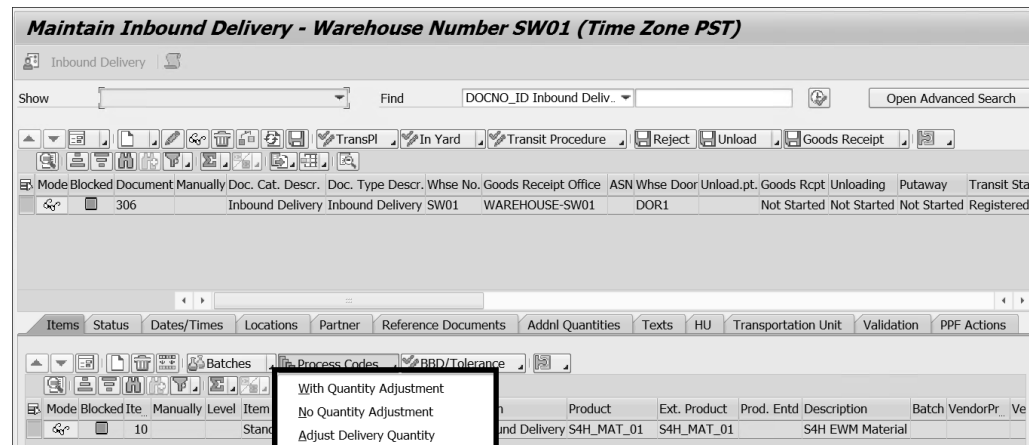 Maintain Inbound Delivery - Warehouse Number SW01 (Time Zone PST)
Inbound Delivery
Show Find DOCNO_ID Inbound Deliv.. Open Advanced Search
TransPl In Yard Transit Procedure Reject Unload Goods Receipt
Mode Blocked Document Manually Doc. Cat. Descr. Doc. Type Descr. Whse No. Goods Receipt Office ASN Whse Door Unload.pt. Goods Rcpt Unloading Putaway Transit Sta
306 Inbound Delivery Inbound Delivery SW01 WAREHOUSE-SW01 DOR1 Not Started Not Started Not Started Registered
Items Status Dates/Times Locations Partner Reference Documents Addnl Quantities Texts HU Transportation Unit Validation PPF Actions
Batches Process Codes BBD/Tolerance
With Quantity Adjustment
No Quantity Adjustment
Adjust Delivery Quantity
Mode Blocked Ite.. Manually Level Item Product Ext. Product Prod. Entd Description Batch VendorPr.. Ve
10 Stand Delivery S4H_MAT_01 S4H_MAT_01 S4H EWM Material